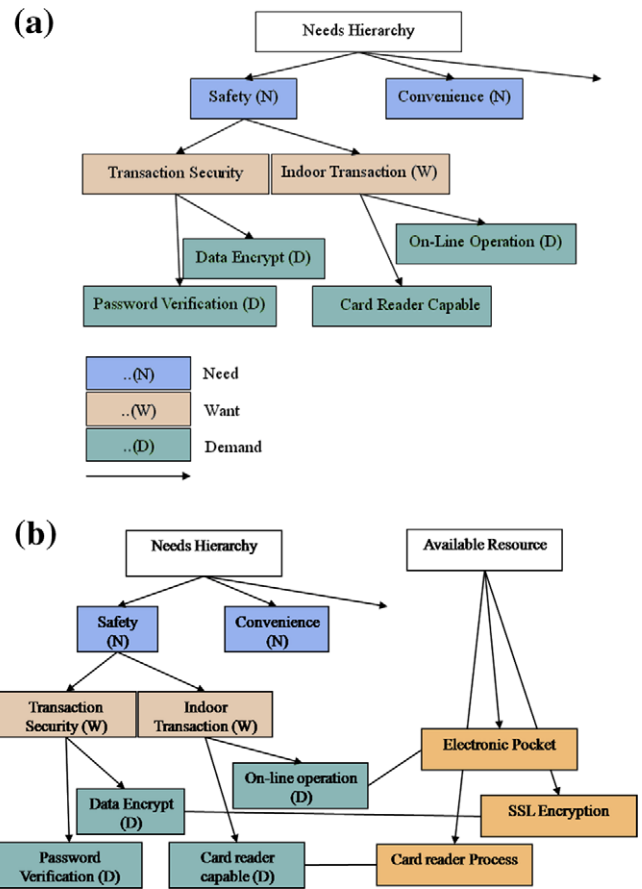 (a)
Needs Hierarchy
Safety (N)
Convenience (N)
Transaction Security
Indoor Transaction (W)
On-Line Operation (D)
Data Encrypt (D)
Password Verification (D)
Card Reader Capable
..(N)
Need
..(W)
Want
..(D)
Demand
(b)
Needs Hierarchy
Available Resource
Safety
(N)
Convenience
(N)
Transaction
Security (W)
Indoor
Transaction (W)
Electronic Pocket
On-line operation
(D)
Data Encrypt
(D)
SSL Encryption
Password
Verification (D)
Card reader
capable (D)
Card reader Process